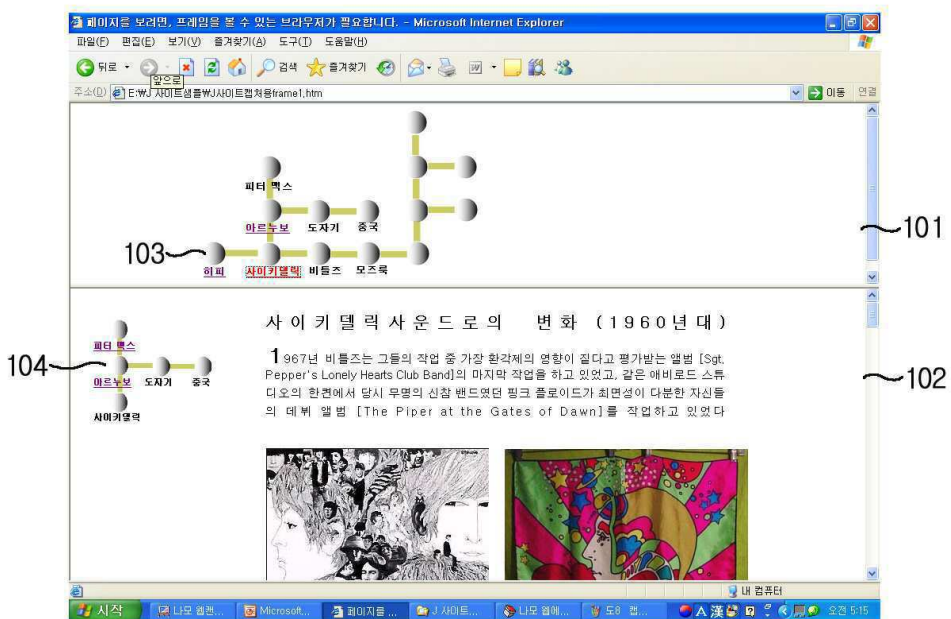 페이지를 보려면, 프레임을 볼 수 있는 브라우저가 필요합니다. - Microsoft Internet Explorer
파일(F) 편집(E) 보기(V) 즐겨찾기(A) 도구(T) 도움말(H)
뒤로 검색 즐겨찾기
앞으로
주소(D) E:\J 사이트샘플\J사이트캡처용frame1.htm 이동 연결
피터 맥스
아르누보 도자기 중국
101
103
히피 사이키델릭 비틀즈 모즈룩
사이키델릭사운드로의 변화 (1960년대)
피터 맥스
1967년 비틀즈는 그들의 작업 중 가장 환각제의 영향이 짙다고 평가받는 앨범 [Sgt.
Pepper's Lonely Hearts Club Band]의 마지막 작업을 하고 있었고, 같은 애비로드 스튜
104
102
아르누보 도자기 중국
디오의 한켠에서 당시 무명의 신참 밴드였던 핑크 플로이드가 최면성이 다분한 자신들
의 데뷔 앨범 [The Piper at the Gates of Dawn]를 작업하고 있었다
사이키델릭
내 컴퓨터
시작 나모 웹캔... Microsoft... 페이지를 ... J 사이트... 나모 웹에... 도8 캡... A 漢 오전 5:15